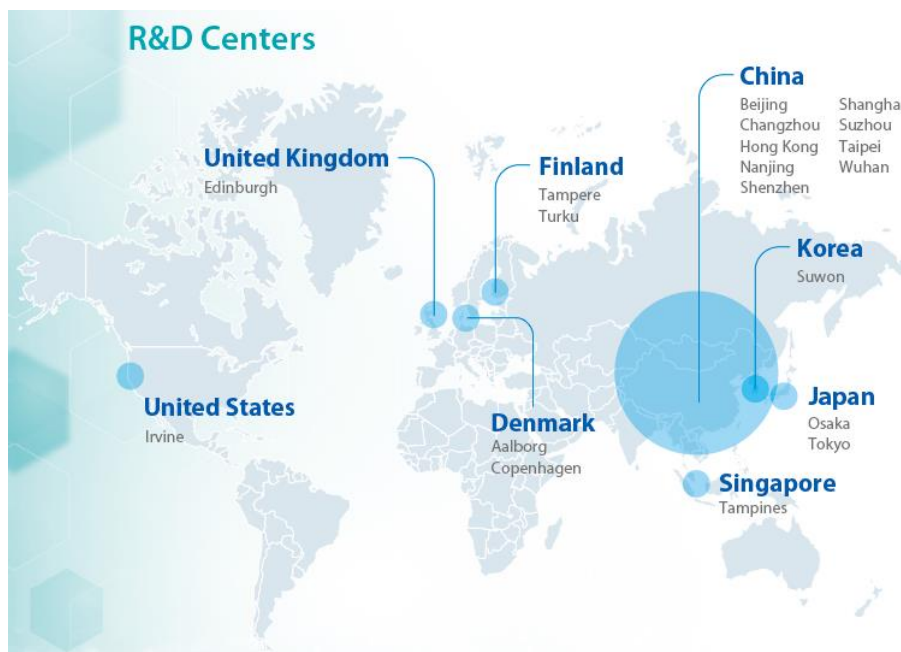 R&D Centers
China
Beijing
Changzhou
Hong Kong
Nanjing
Shenzhen
Shangha
Suzhou
Taipei
Wuhan
United Kingdom
Edinburgh
Finland
Tampere
Turku
Korea
Suwon
United States
Irvine
Denmark
Aalborg
Copenhagen
Japan
Osaka
Tokyo
Singapore
Tampines